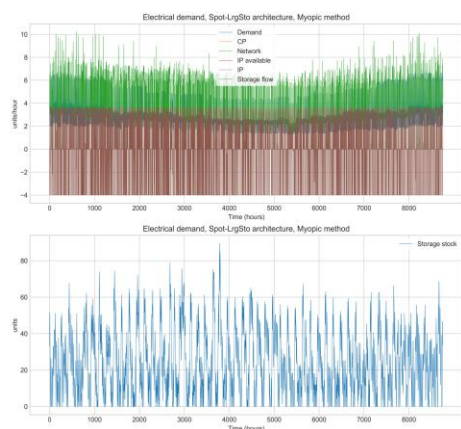 Electrical demand, Spot-LrgSto architecture, Myopic method
Demand
CP
Network
IP available
IP
Storage flow
10
8
6
4
2
0
−2
−4
units/hour
0 1000 2000 3000 4000 5000 6000 7000 8000
Time (hours)
Electrical demand, Spot-LrgSto architecture, Myopic method
Storage stock
80
60
40
20
0
units
0 1000 2000 3000 4000 5000 6000 7000 8000
Time (hours)